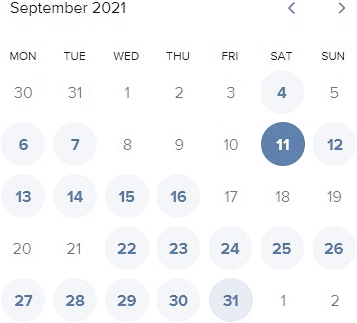 September 2021
MON TUE WED THU FRI SAT SUN
30 31 1 2 3 4 5
6 7 8 9 10 11 12
13 14 15 16 17 18 19
20 21 22 23 24 25 26
27 28 29 30 31 1 2